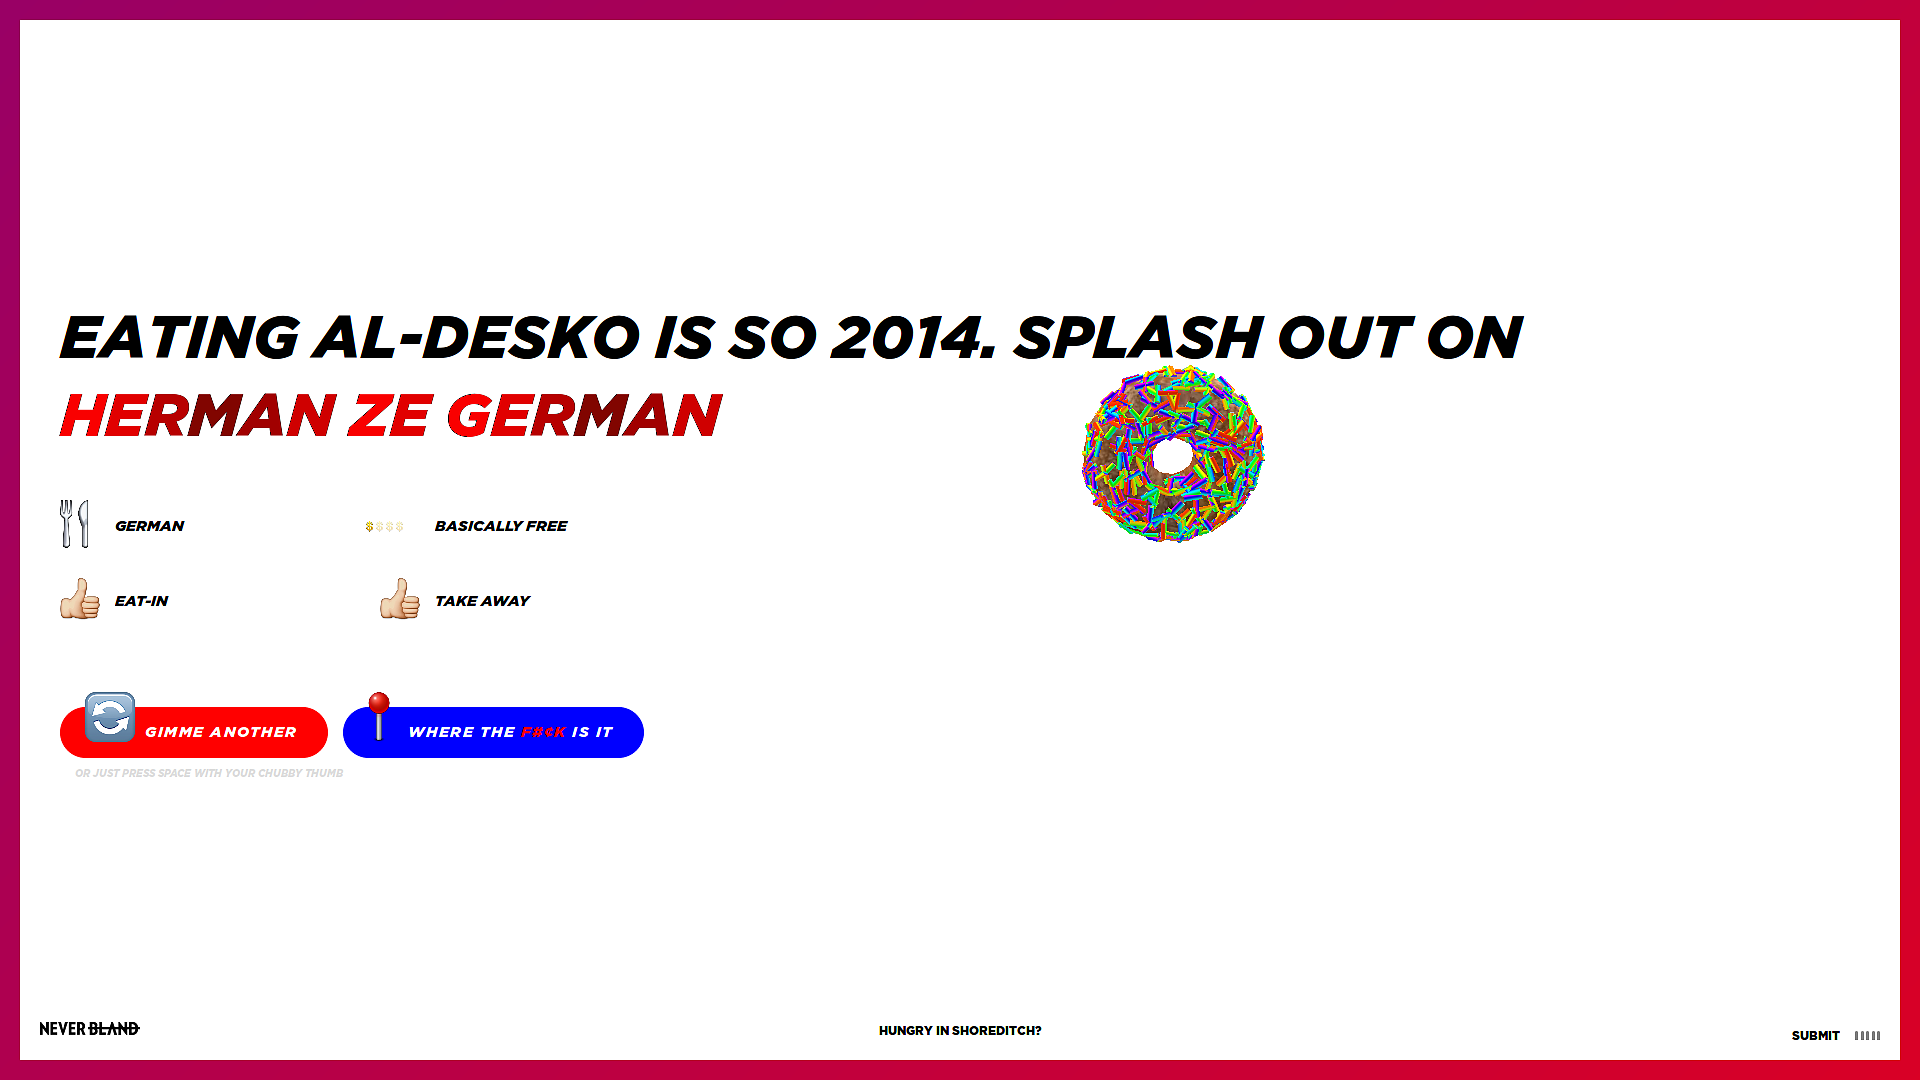 EATING AL-DESKO IS SO 2014. SPLASH OUT ON
HERMAN ZE GERMAN
GERMAN
$$$$ BASICALLY FREE
EAT-IN
TAKE AWAY
GIMME ANOTHER
WHERE THE F#¢K IS IT
OR JUST PRESS SPACE WITH YOUR CHUBBY THUMB
NEVER BLAND
HUNGRY IN SHOREDITCH?
SUBMIT